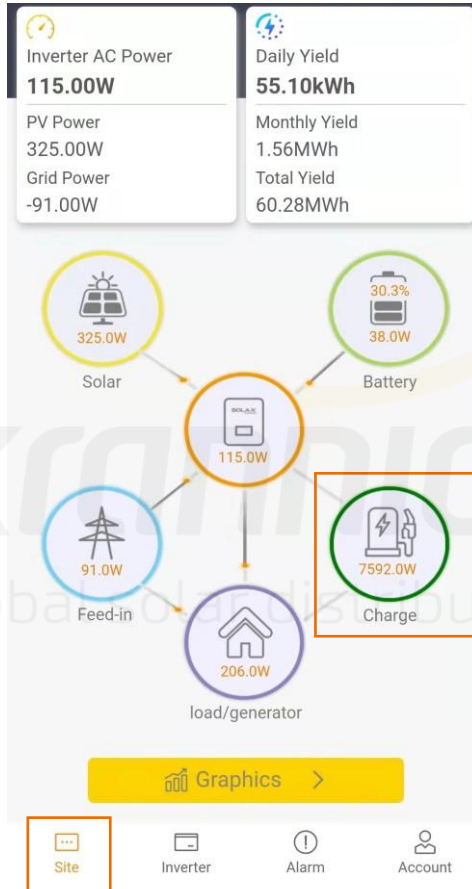 Inverter AC Power
115.00W
PV Power
325.00W
Grid Power
-91.00W
Daily Yield
55.10kWh
Monthly Yield
1.56MWh
Total Yield
60.28MWh
325.0W
Solar
30.3%
38.0W
Battery
SOLAX
115.0W
91.0W
Feed-in
7592.0W
Charge
206.0W
load/generator
Graphics >
Site
Inverter
Alarm
Account